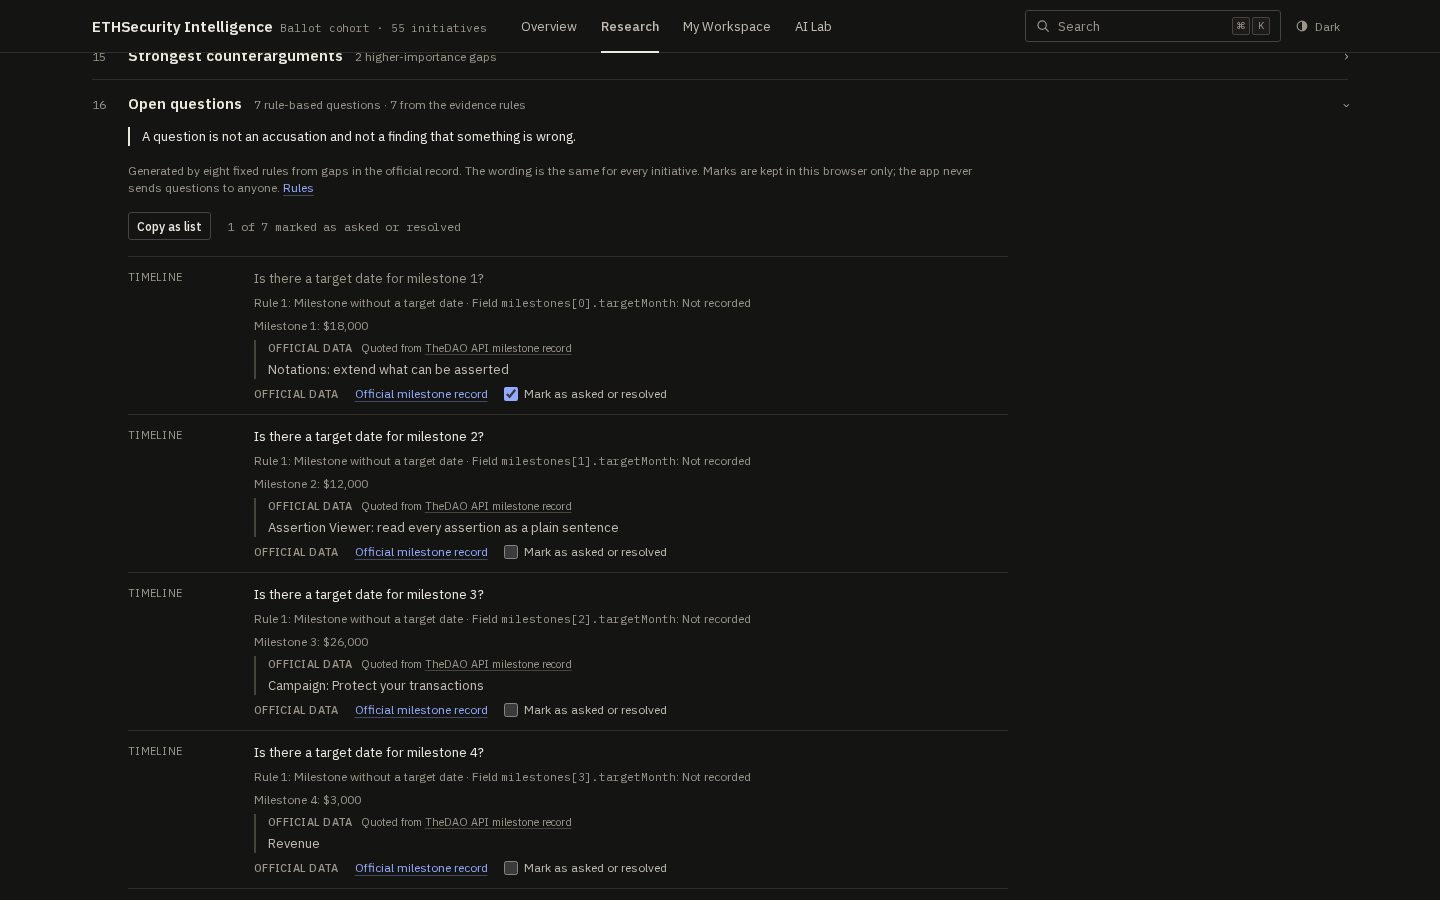 ETHSecurity Intelligence Ballot cohort · 55 initiatives Overview Research My Workspace AI Lab Search ⌘ K Dark
15 Strongest counterarguments 2 higher-importance gaps
16 Open questions 7 rule-based questions · 7 from the evidence rules
A question is not an accusation and not a finding that something is wrong.
Generated by eight fixed rules from gaps in the official record. The wording is the same for every initiative. Marks are kept in this browser only; the app never
sends questions to anyone. Rules
Copy as list 1 of 7 marked as asked or resolved
TIMELINE Is there a target date for milestone 1?
Rule 1: Milestone without a target date · Field milestones[0].targetMonth: Not recorded
Milestone 1: $18,000
OFFICIAL DATA Quoted from TheDAO API milestone record
Notations: extend what can be asserted
OFFICIAL DATA Official milestone record Mark as asked or resolved
TIMELINE Is there a target date for milestone 2?
Rule 1: Milestone without a target date · Field milestones[1].targetMonth: Not recorded
Milestone 2: $12,000
OFFICIAL DATA Quoted from TheDAO API milestone record
Assertion Viewer: read every assertion as a plain sentence
OFFICIAL DATA Official milestone record Mark as asked or resolved
TIMELINE Is there a target date for milestone 3?
Rule 1: Milestone without a target date · Field milestones[2].targetMonth: Not recorded
Milestone 3: $26,000
OFFICIAL DATA Quoted from TheDAO API milestone record
Campaign: Protect your transactions
OFFICIAL DATA Official milestone record Mark as asked or resolved
TIMELINE Is there a target date for milestone 4?
Rule 1: Milestone without a target date · Field milestones[3].targetMonth: Not recorded
Milestone 4: $3,000
OFFICIAL DATA Quoted from TheDAO API milestone record
Revenue
OFFICIAL DATA Official milestone record Mark as asked or resolved